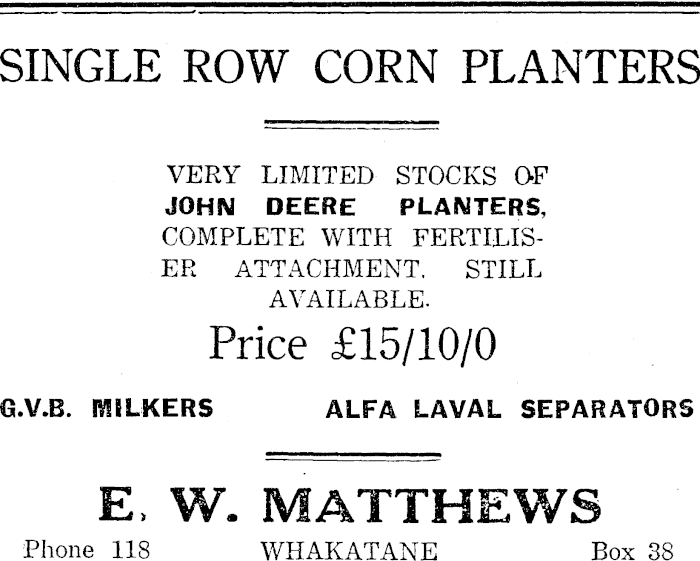 SINGLE ROW CORN PLANTERS
VERY LIMITED STOCKS OF
JOHN DEERE PLANTERS,
COMPLETE WITH FERTILIS-
ER ATTACHMENT. STILL
AVAILABLE.
Price £15/10/0
G.V.B. MILKERS ALFA LAVAL SEPARATORS
E. W. MATTHEWS
Phone 118 WHAKATANE Box 38